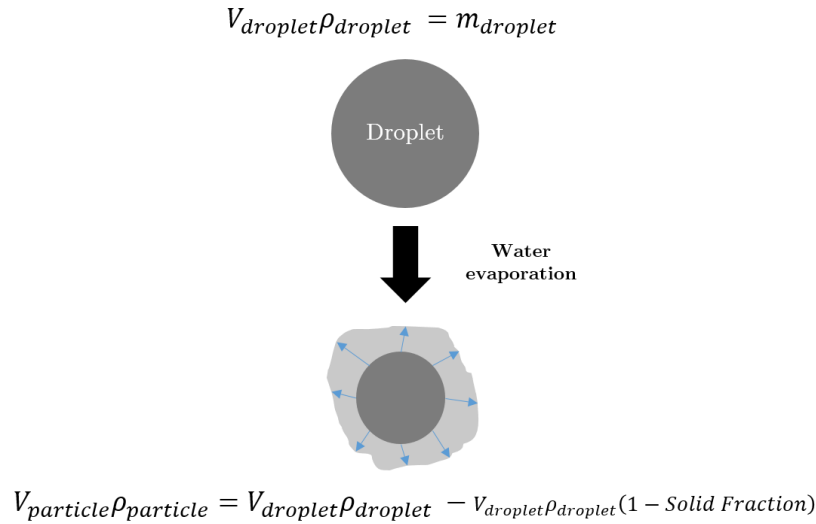 V_droplet ρ_droplet = m_droplet
Droplet
Water
evaporation
V_particle ρ_particle = V_droplet ρ_droplet − V_droplet ρ_droplet (1 − Solid Fraction)